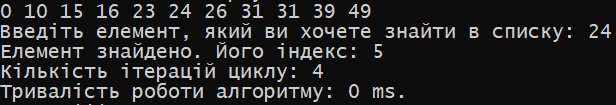 0 10 15 16 23 24 26 31 31 39 49
Введіть елемент, який ви хочете знайти в списку: 24
Елемент знайдено. Його індекс: 5
Кількість ітерацій циклу: 4
Тривалість роботи алгоритму: 0 ms.